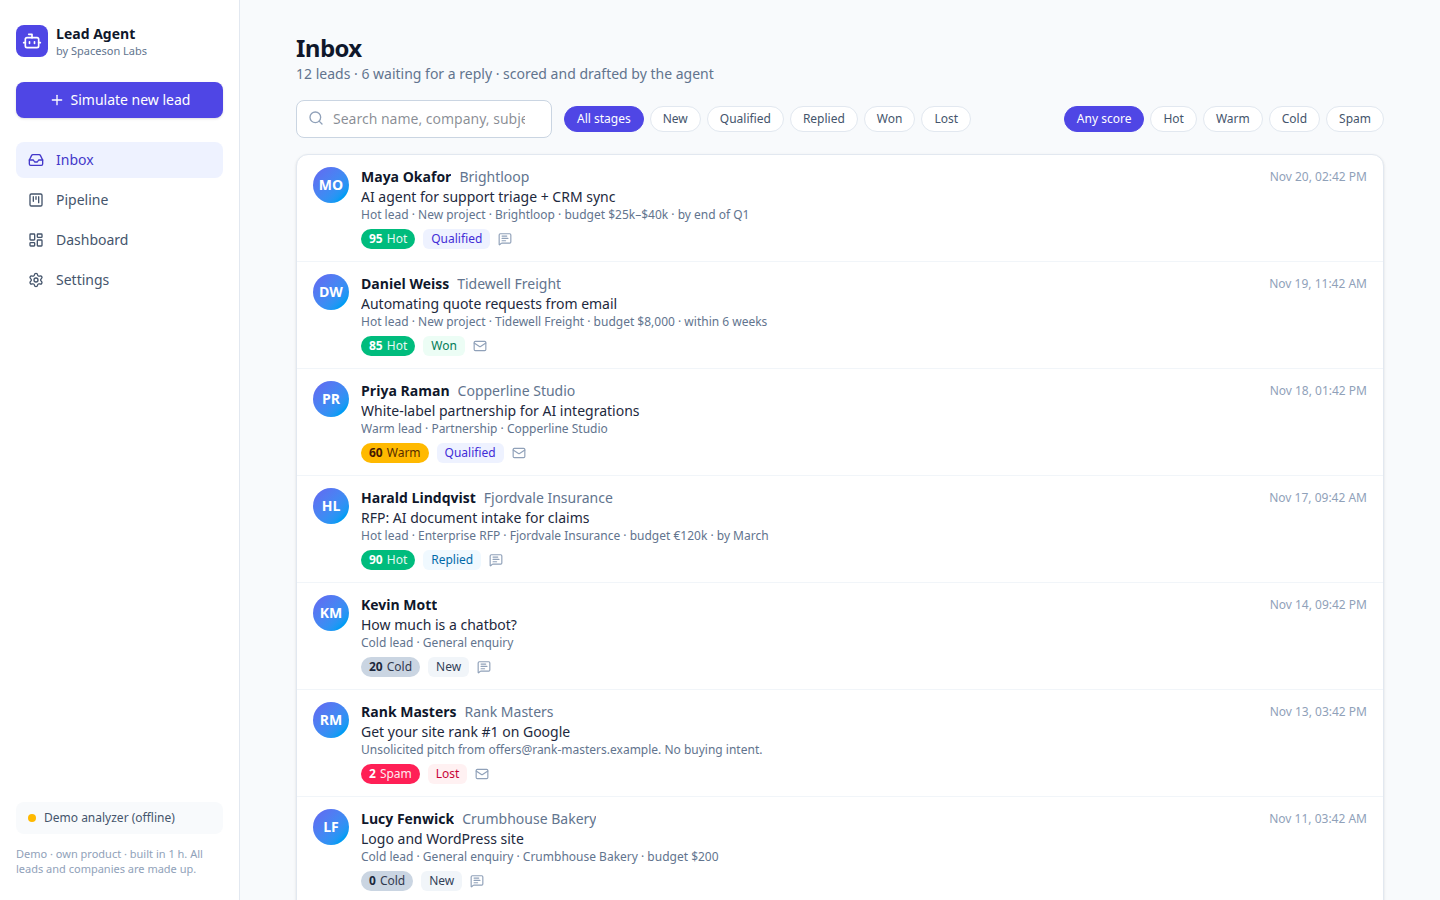 Lead Agent
by Spaceson Labs
Simulate new lead
Inbox
Pipeline
Dashboard
Settings
Demo analyzer (offline)
Demo · own product · built in 1 h. All
leads and companies are made up.
Inbox
12 leads · 6 waiting for a reply · scored and drafted by the agent
Search name, company, subje
All stages New Qualified Replied Won Lost
Any score Hot Warm Cold Spam
MO
Maya Okafor Brightloop Nov 20, 02:42 PM
AI agent for support triage + CRM sync
Hot lead · New project · Brightloop · budget $25k–$40k · by end of Q1
95 Hot Qualified
DW
Daniel Weiss Tidewell Freight Nov 19, 11:42 AM
Automating quote requests from email
Hot lead · New project · Tidewell Freight · budget $8,000 · within 6 weeks
85 Hot Won
PR
Priya Raman Copperline Studio Nov 18, 01:42 PM
White-label partnership for AI integrations
Warm lead · Partnership · Copperline Studio
60 Warm Qualified
HL
Harald Lindqvist Fjordvale Insurance Nov 17, 09:42 AM
RFP: AI document intake for claims
Hot lead · Enterprise RFP · Fjordvale Insurance · budget €120k · by March
90 Hot Replied
KM
Kevin Mott Nov 14, 09:42 PM
How much is a chatbot?
Cold lead · General enquiry
20 Cold New
RM
Rank Masters Rank Masters Nov 13, 03:42 PM
Get your site rank #1 on Google
Unsolicited pitch from offers@rank-masters.example. No buying intent.
2 Spam Lost
LF
Lucy Fenwick Crumbhouse Bakery Nov 11, 03:42 AM
Logo and WordPress site
Cold lead · General enquiry · Crumbhouse Bakery · budget $200
0 Cold New